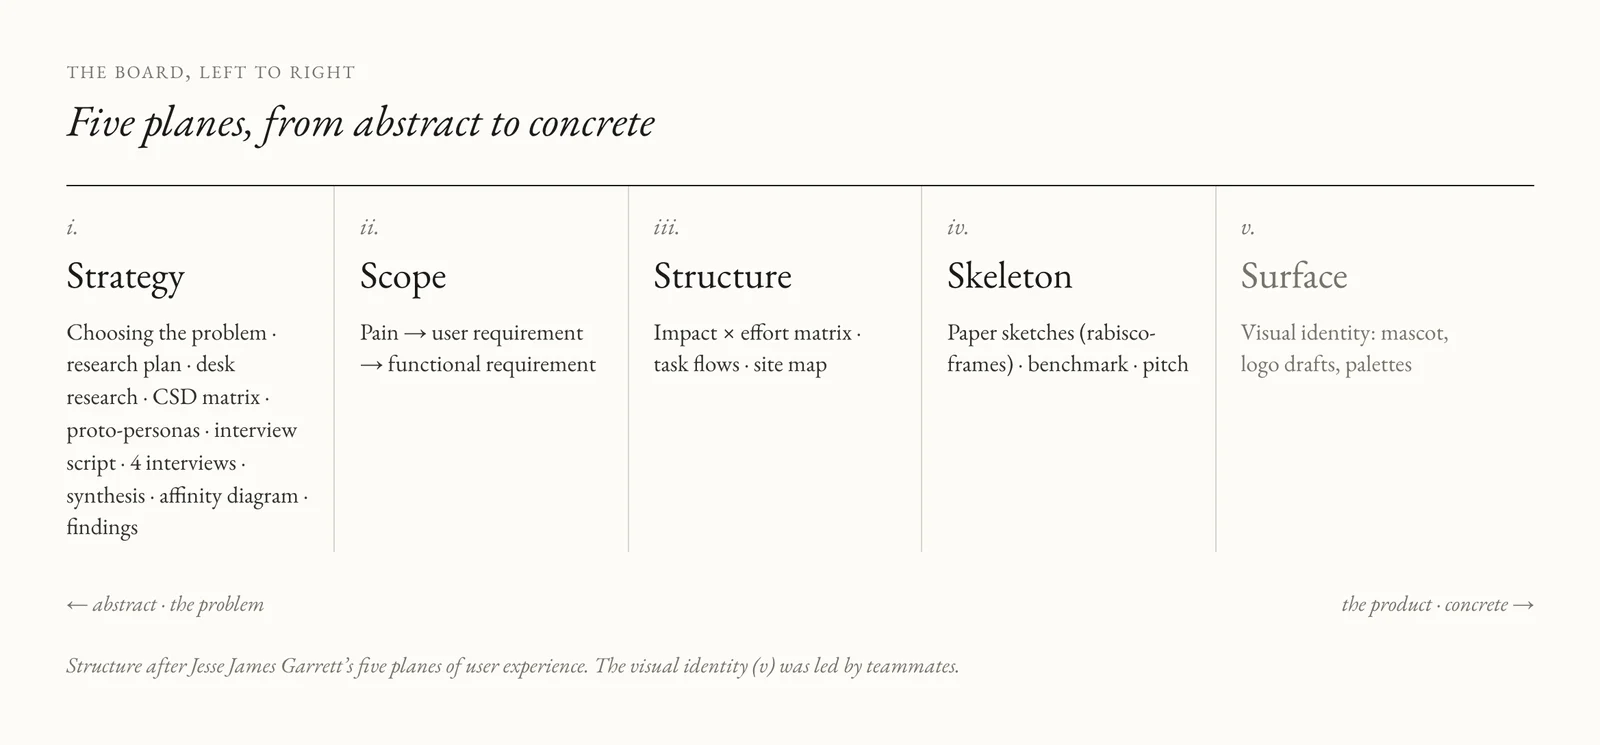 THE BOARD, LEFT TO RIGHT
Five planes, from abstract to concrete
i.
Strategy
Choosing the problem ·
research plan · desk
research · CSD matrix ·
proto-personas · interview
script · 4 interviews ·
synthesis · affinity diagram ·
findings
ii.
Scope
Pain → user requirement
→ functional requirement
iii.
Structure
Impact × effort matrix ·
task flows · site map
iv.
Skeleton
Paper sketches (rabisco-
frames) · benchmark · pitch
v.
Surface
Visual identity: mascot,
logo drafts, palettes
← abstract · the problem
the product · concrete →
Structure after Jesse James Garrett’s five planes of user experience. The visual identity (v) was led by teammates.